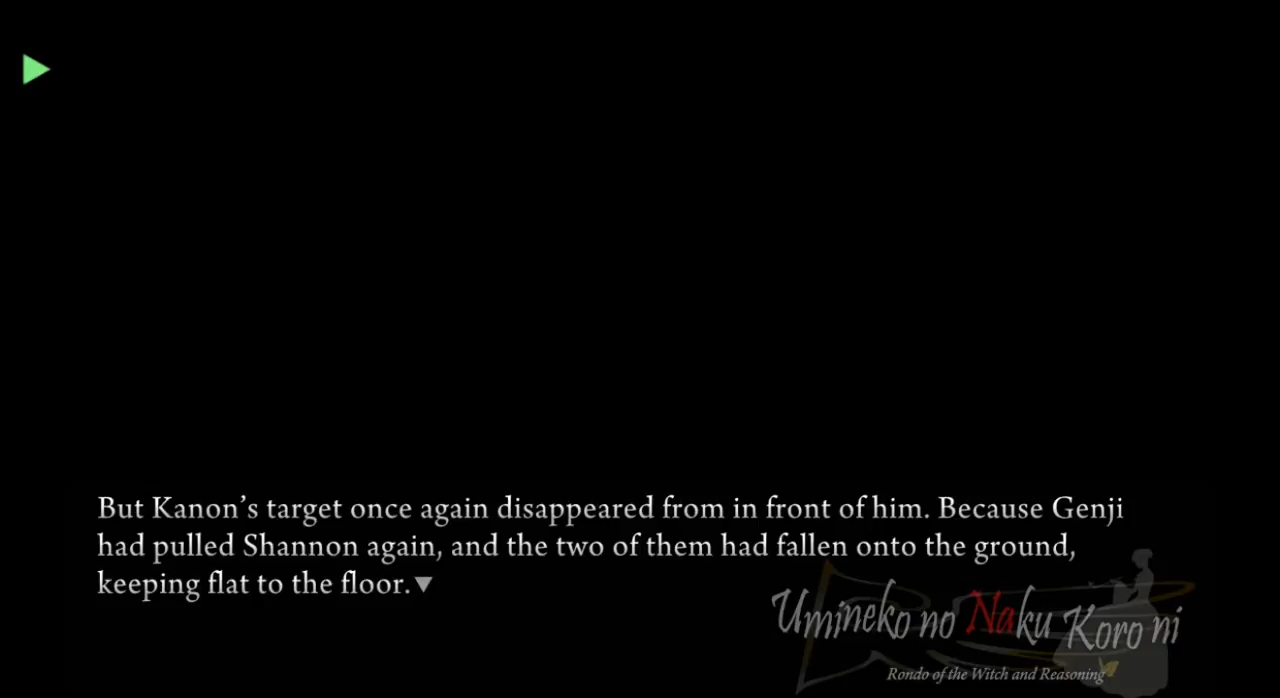 But Kanon’s target once again disappeared from in front of him. Because Genji
had pulled Shannon again, and the two of them had fallen onto the ground,
keeping flat to the floor.
Umineko no Naku Koro ni
Rondo of the Witch and Reasoning